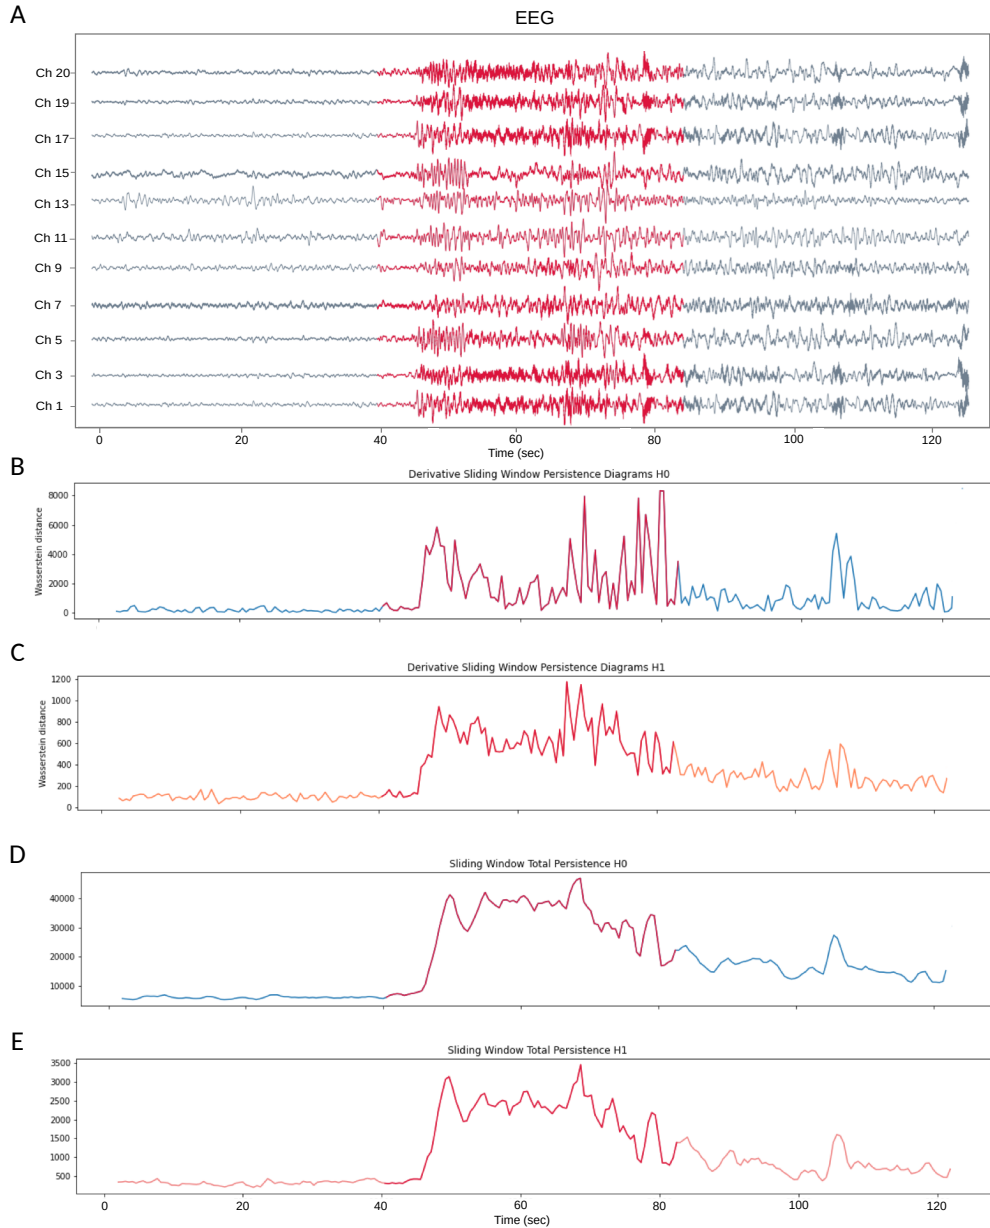 A
EEG
Ch 20
Ch 19
Ch 17
Ch 15
Ch 13
Ch 11
Ch 9
Ch 7
Ch 5
Ch 3
Ch 1
0 20 40 60 80 100 120
Time (sec)
B
Derivative Sliding Window Persistence Diagrams H0
Wasserstein distance
8000
6000
4000
2000
0
C
Derivative Sliding Window Persistence Diagrams H1
Wasserstein distance
1200
1000
800
600
400
200
0
D
Sliding Window Total Persistence H0
40000
30000
20000
10000
E
Sliding Window Total Persistence H1
3500
3000
2500
2000
1500
1000
500
0 20 40 60 80 100 120
Time (sec)